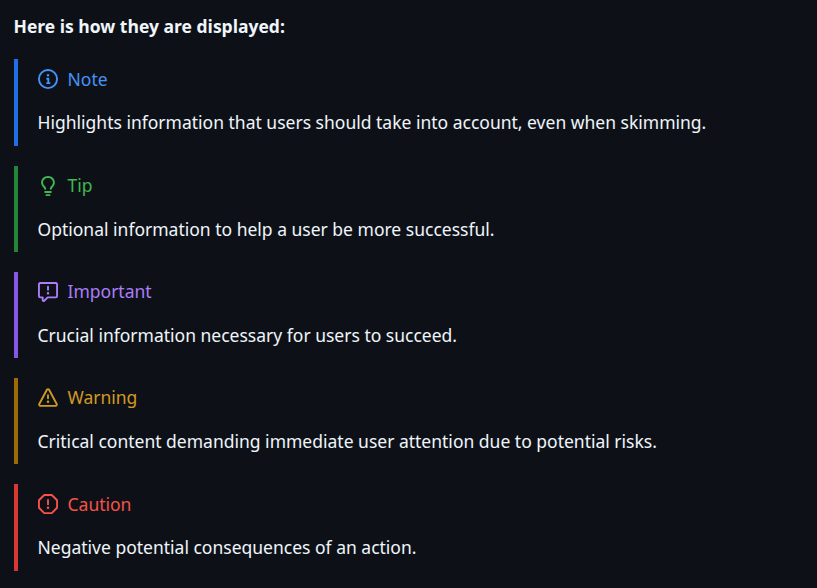 Here is how they are displayed:
Note
Highlights information that users should take into account, even when skimming.
Tip
Optional information to help a user be more successful.
Important
Crucial information necessary for users to succeed.
Warning
Critical content demanding immediate user attention due to potential risks.
Caution
Negative potential consequences of an action.